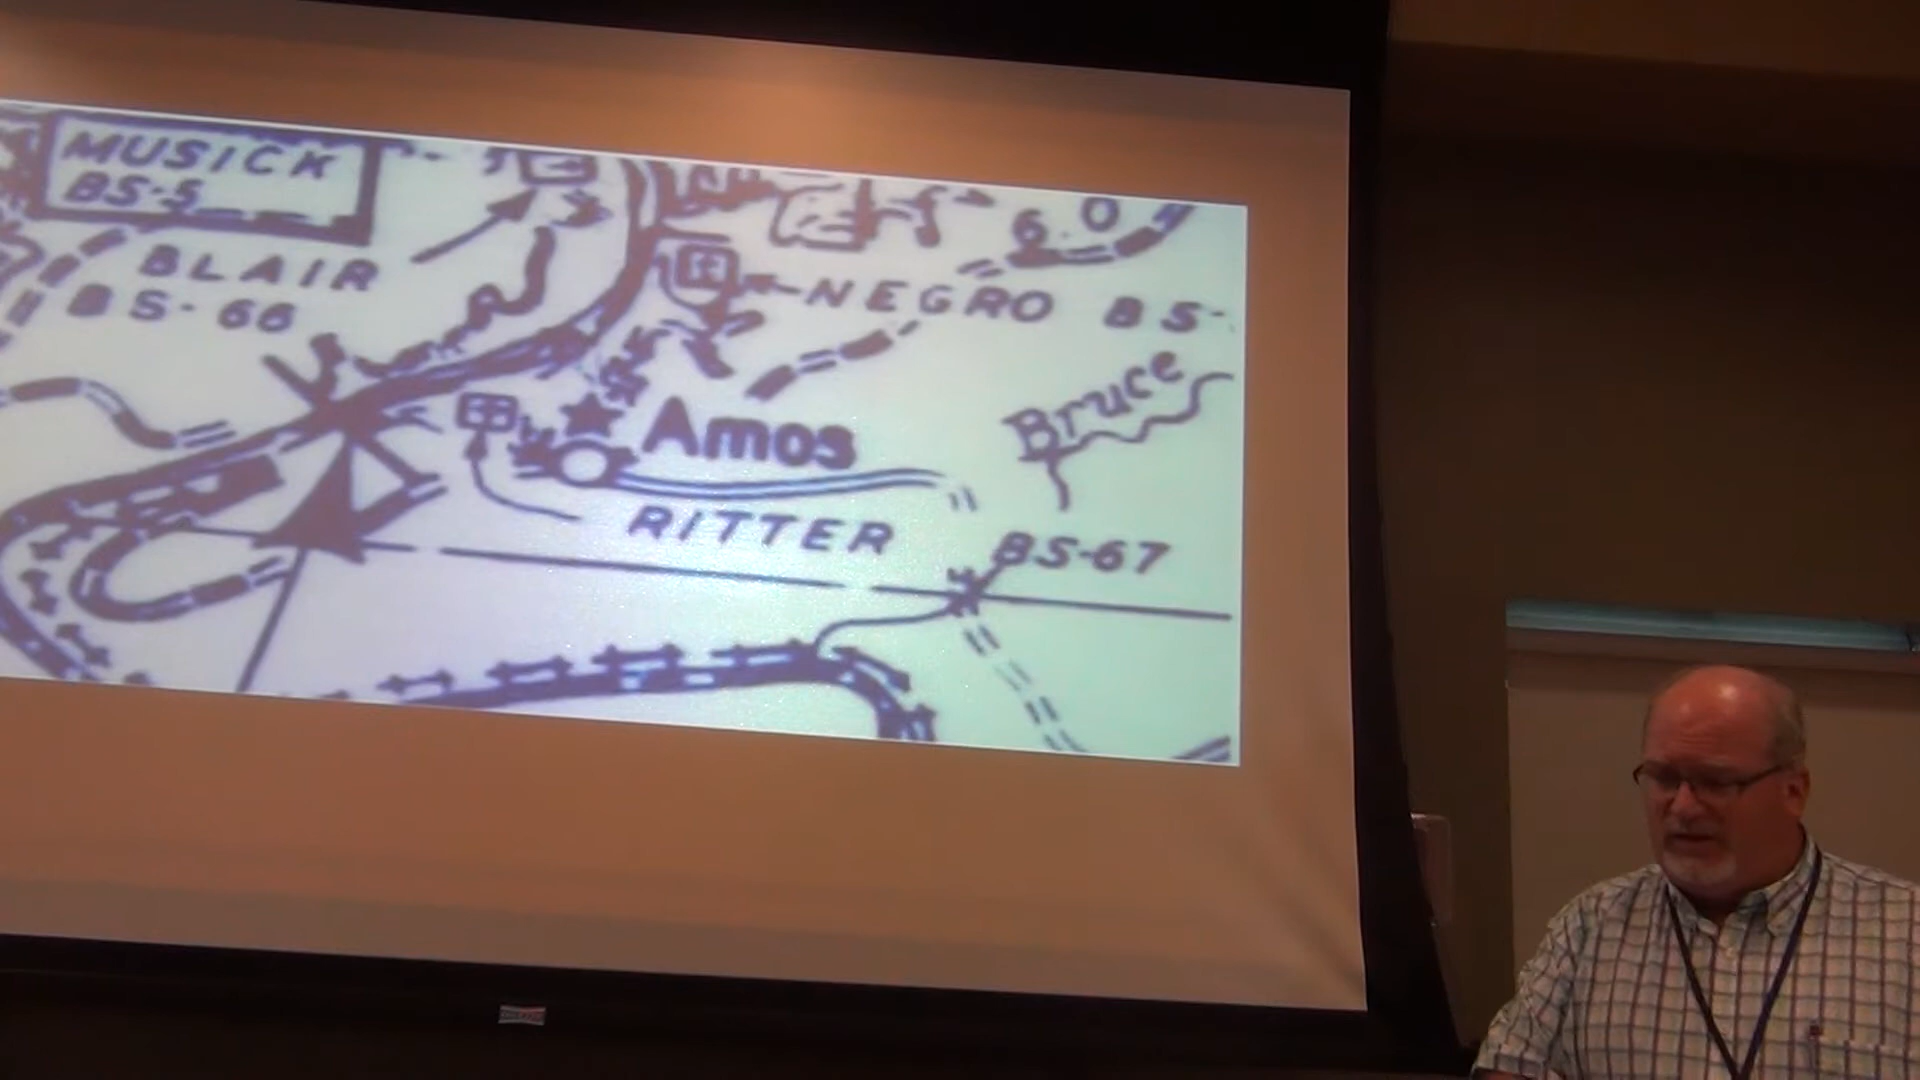 MUSICK
BS-5
BLAIR
BS-66
6.0
NEGRO BS-
Bruce
Amos
RITTER
BS-67